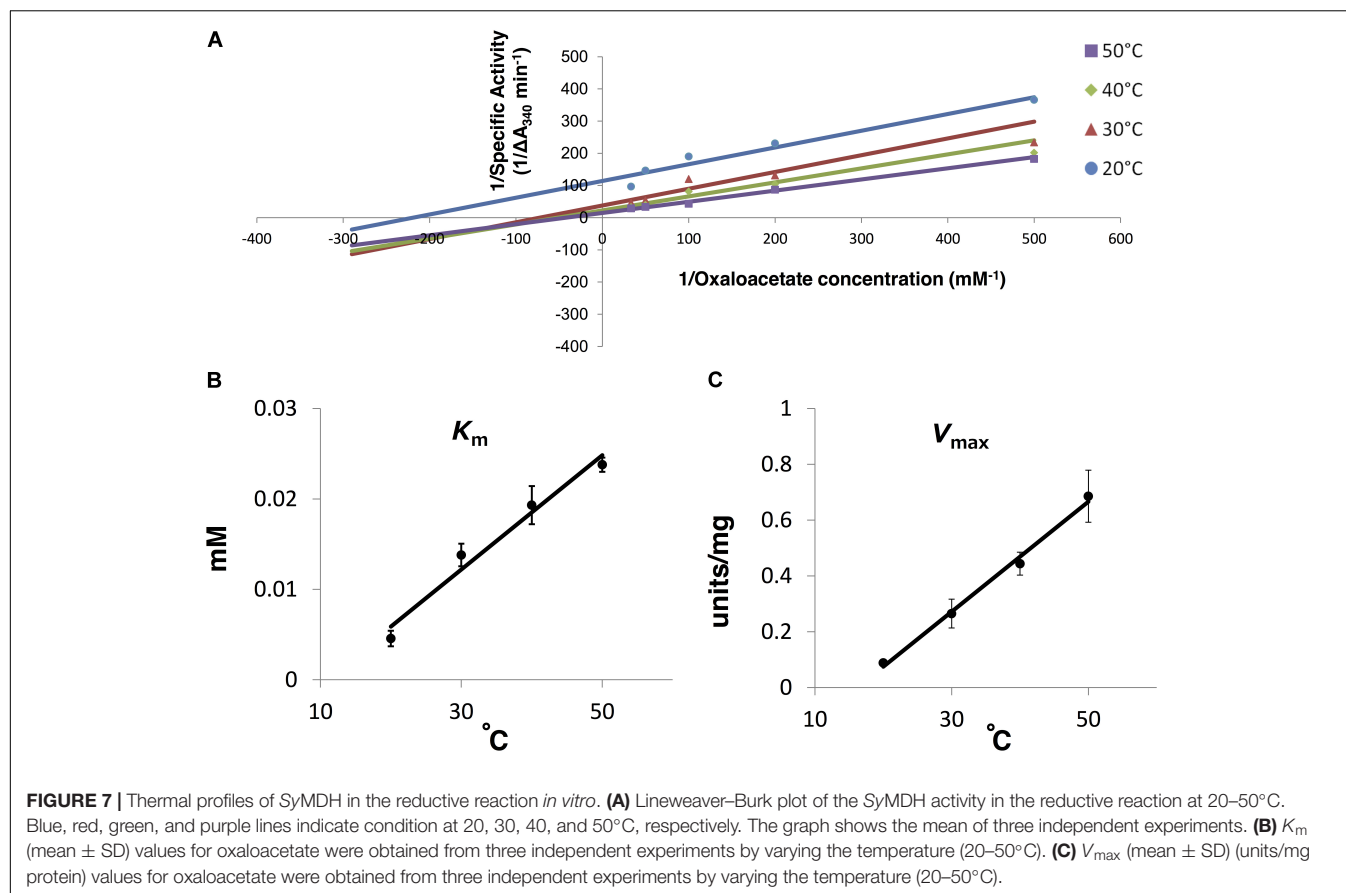 A
1/Specific Activity
(1/ΔA340 min-1)
500
400
300
200
100
0
-100
-200
-300
-400
-400 -300 -200 -100 0 100 200 300 400 500 600
1/Oxaloacetate concentration (mM-1)
50°C
40°C
30°C
20°C
B
Km
mM
0.03
0.02
0.01
0
10 30 50
°C
C
Vmax
units/mg
1
0.8
0.6
0.4
0.2
0
10 30 50
°C
FIGURE 7 | Thermal profiles of SyMDH in the reductive reaction in vitro. (A) Lineweaver–Burk plot of the SyMDH activity in the reductive reaction at 20–50°C.
Blue, red, green, and purple lines indicate condition at 20, 30, 40, and 50°C, respectively. The graph shows the mean of three independent experiments. (B) Km
(mean ± SD) values for oxaloacetate were obtained from three independent experiments by varying the temperature (20–50°C). (C) Vmax (mean ± SD) (units/mg
protein) values for oxaloacetate were obtained from three independent experiments by varying the temperature (20–50°C).